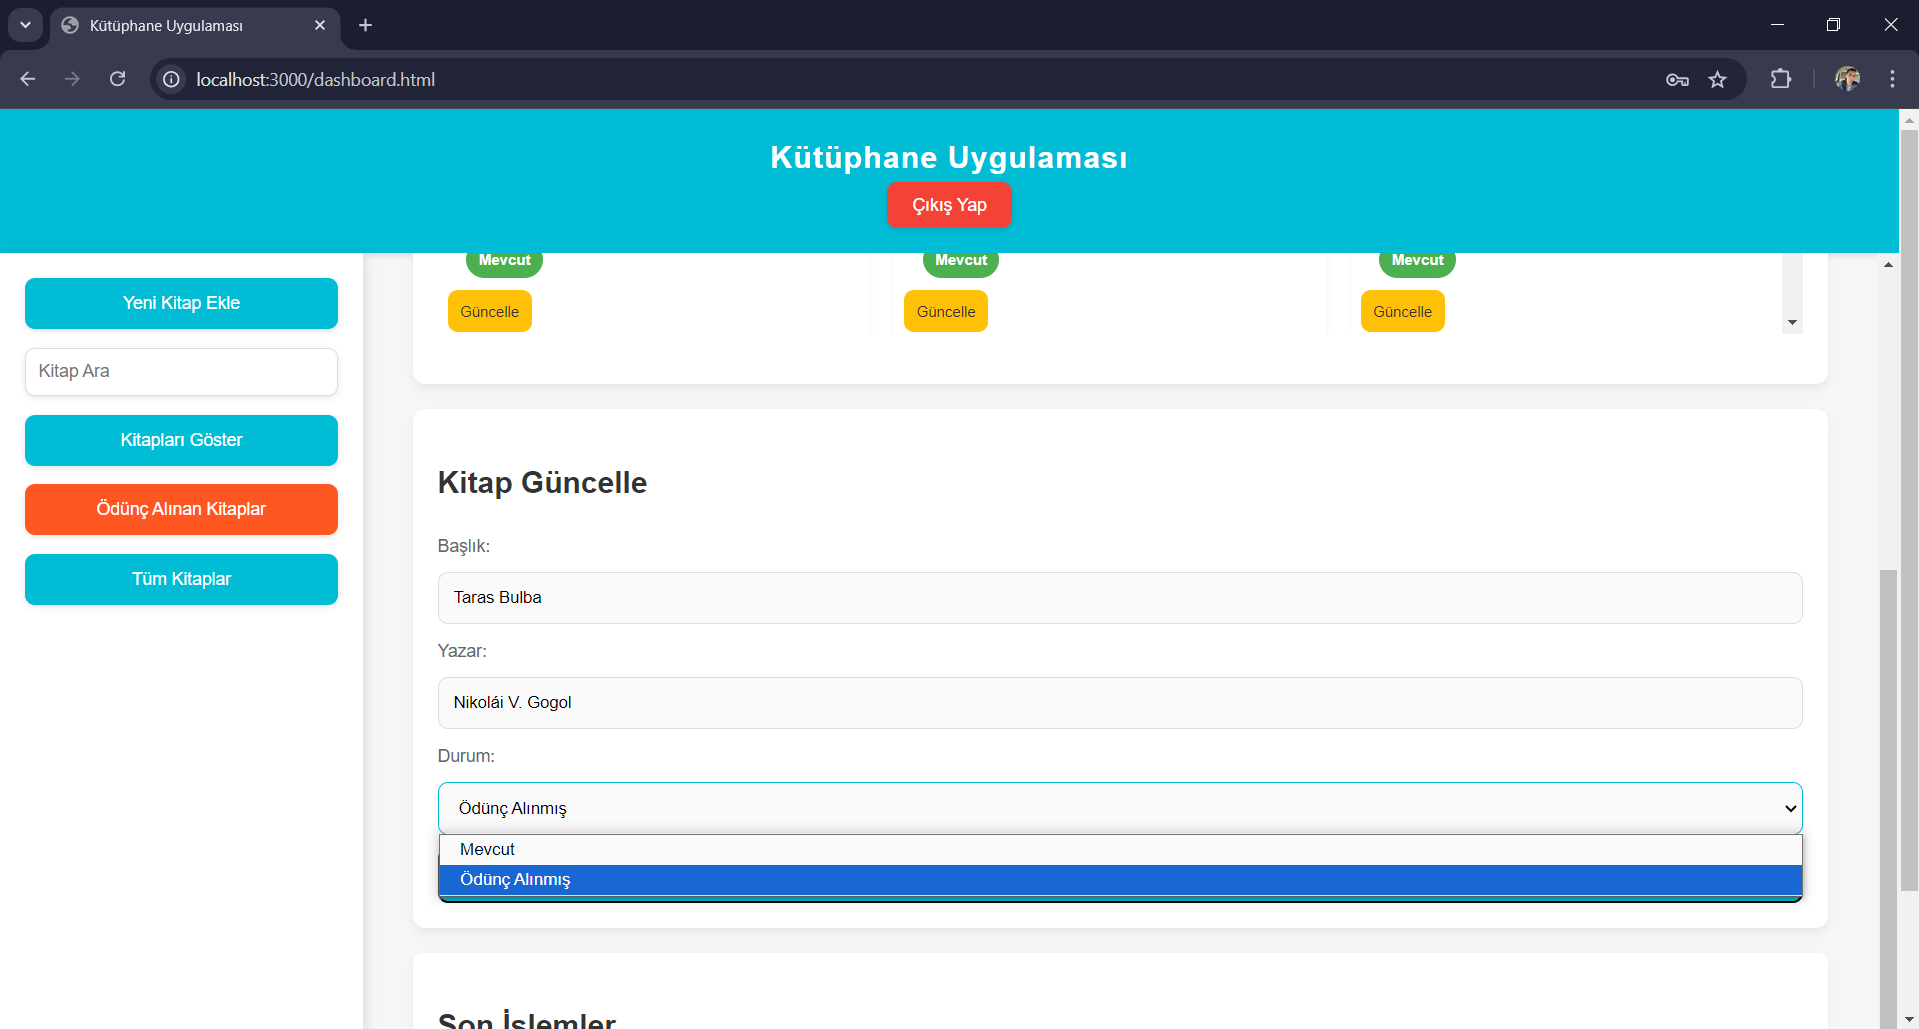 Kütüphane Uygulaması
localhost:3000/dashboard.html
Kütüphane Uygulaması
Çıkış Yap
Yeni Kitap Ekle
Kitap Ara
Kitapları Göster
Ödünç Alınan Kitaplar
Tüm Kitaplar
Mevcut Mevcut Mevcut
Güncelle Güncelle Güncelle
Kitap Güncelle
Başlık:
Taras Bulba
Yazar:
Nikolái V. Gogol
Durum:
Ödünç Alınmış
Mevcut
Ödünç Alınmış
Son İşlemler